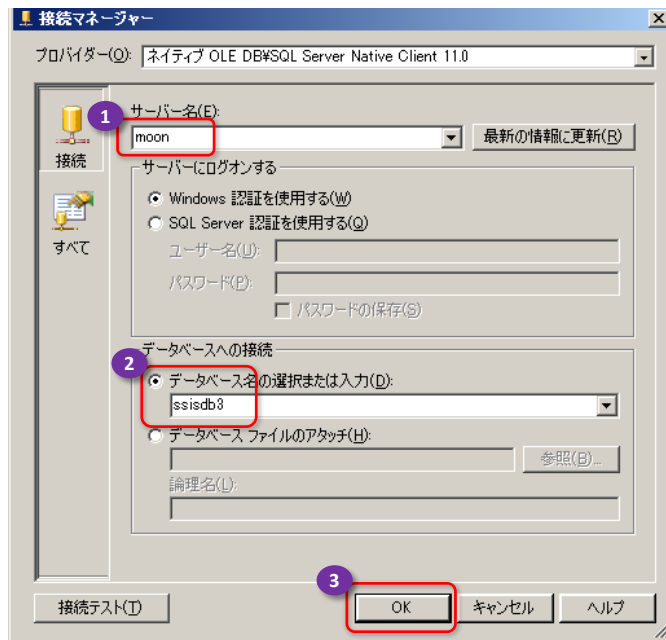 接続マネージャー
プロバイダー(O): ネイティブ OLE DB¥SQL Server Native Client 11.0
接続
すべて
1
サーバー名(E):
moon
最新の情報に更新(R)
サーバーにログオンする
Windows 認証を使用する(W)
SQL Server 認証を使用する(Q)
ユーザー名(U):
パスワード(P):
パスワードの保存(S)
データベースへの接続
2
データベース名の選択または入力(D):
ssisdb3
データベース ファイルのアタッチ(H):
参照(B)...
論理名(L):
3
接続テスト(T)
OK
キャンセル
ヘルプ